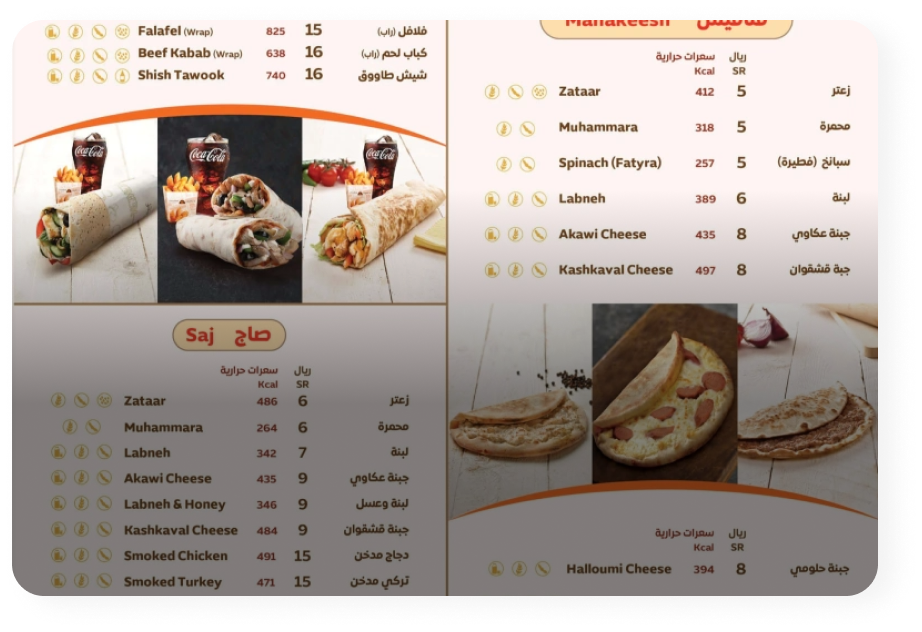 Falafel (Wrap) 825 15 فلافل (راب)
Beef Kabab (Wrap) 638 16 كباب لحم (راب)
Shish Tawook 740 16 شيش طاووق
Coca-Cola
Coca-Cola
Coca-Cola
Saj صاج
سعرات حرارية ريال
Kcal SR
Zataar 486 6 زعتر
Muhammara 264 6 محمرة
Labneh 342 7 لبنة
Akawi Cheese 435 9 جبنة عكاوي
Labneh & Honey 346 9 لبنة وعسل
Kashkaval Cheese 484 9 جبنة قشقوان
Smoked Chicken 491 15 دجاج مدخن
Smoked Turkey 471 15 تركي مدخن
Manakeesh مناقيش
سعرات حرارية ريال
Kcal SR
Zataar 412 5 زعتر
Muhammara 318 5 محمرة
Spinach (Fatyra) 257 5 سبانخ (فطيرة)
Labneh 389 6 لبنة
Akawi Cheese 435 8 جبنة عكاوي
Kashkaval Cheese 497 8 جبة قشقوان
سعرات حرارية ريال
Kcal SR
Halloumi Cheese 394 8 جبنة حلومي